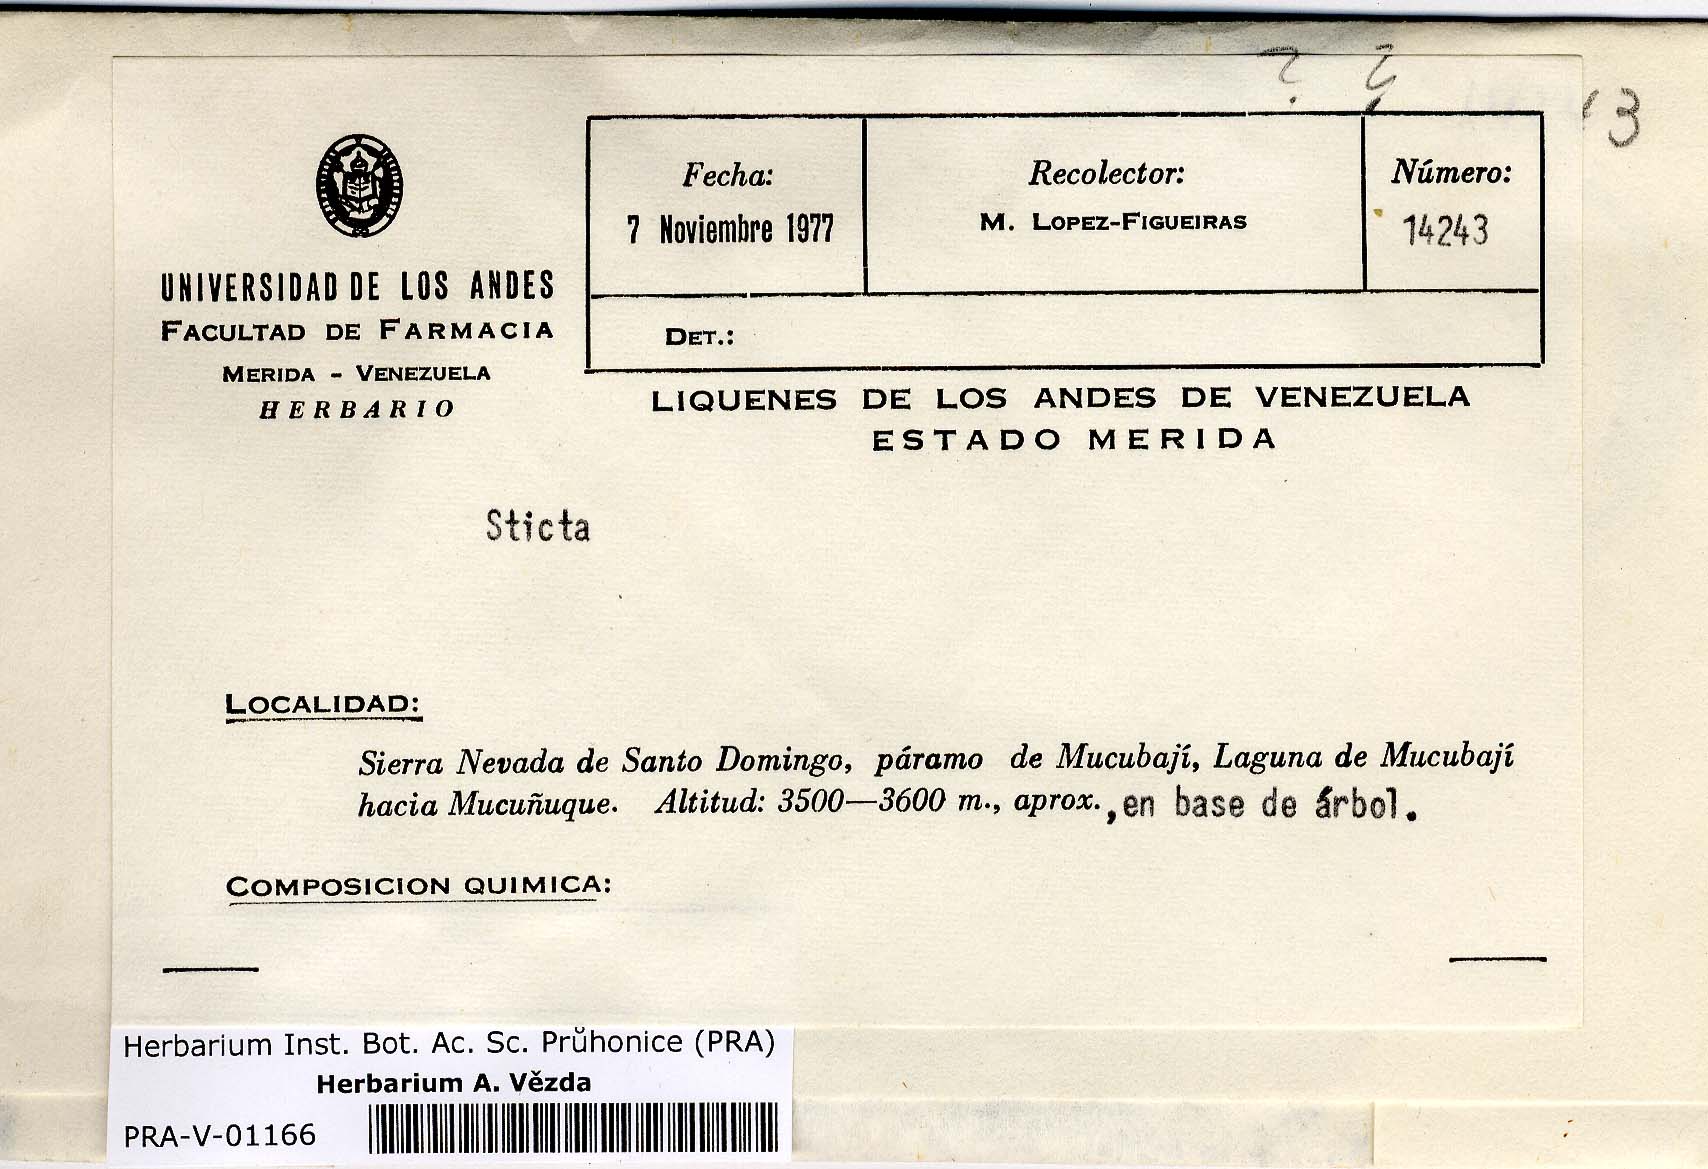 ? ?
3
Fecha:
7 Noviembre 1977
Recolector:
M. LOPEZ-FIGUEIRAS
Número:
14243
DET.:
UNIVERSIDAD DE LOS ANDES
FACULTAD DE FARMACIA
MERIDA - VENEZUELA
HERBARIO
LIQUENES DE LOS ANDES DE VENEZUELA
ESTADO MERIDA
Sticta
LOCALIDAD:
Sierra Nevada de Santo Domingo, páramo de Mucubají, Laguna de Mucubají
hacia Mucuñuque. Altitud: 3500—3600 m., aprox.,en base de árbol.
COMPOSICION QUIMICA:
Herbarium Inst. Bot. Ac. Sc. Prŭhonice (PRA)
Herbarium A. Vězda
PRA-V-01166